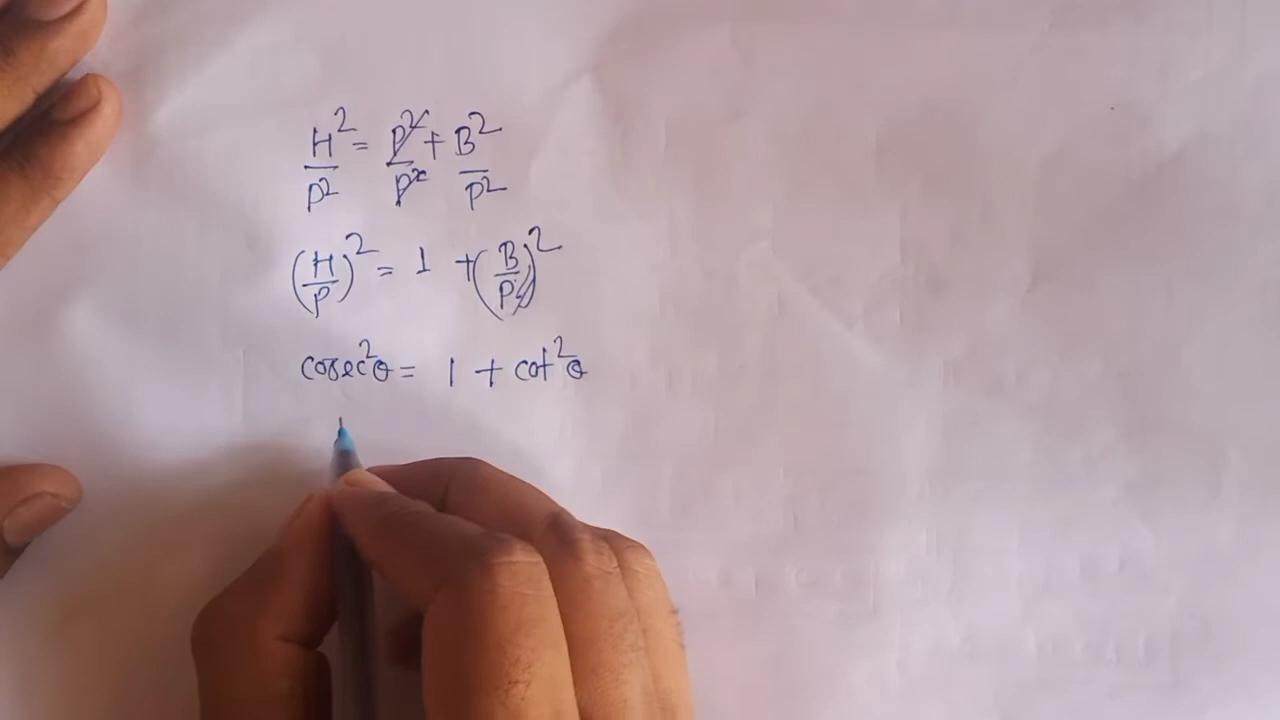 H²/P² = P²/P² + B²/P²
(H/P)² = 1 + (B/P)²
cosec²θ = 1 + cot²θ